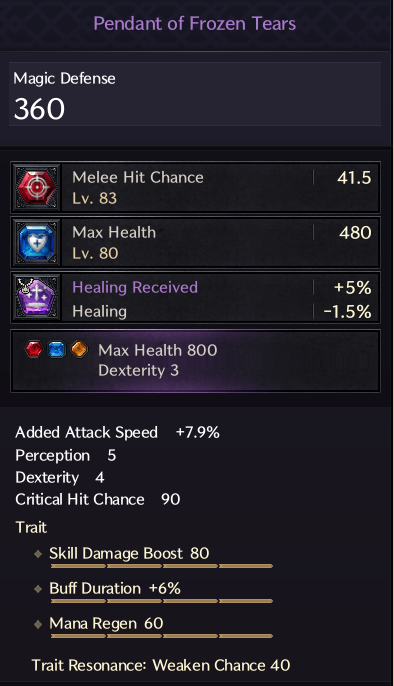 Pendant of Frozen Tears
Magic Defense
360
Melee Hit Chance 41.5
Lv. 83
Max Health 480
Lv. 80
Healing Received +5%
Healing -1.5%
Max Health 800
Dexterity 3
Added Attack Speed +7.9%
Perception 5
Dexterity 4
Critical Hit Chance 90
Trait
Skill Damage Boost 80
Buff Duration +6%
Mana Regen 60
Trait Resonance: Weaken Chance 40